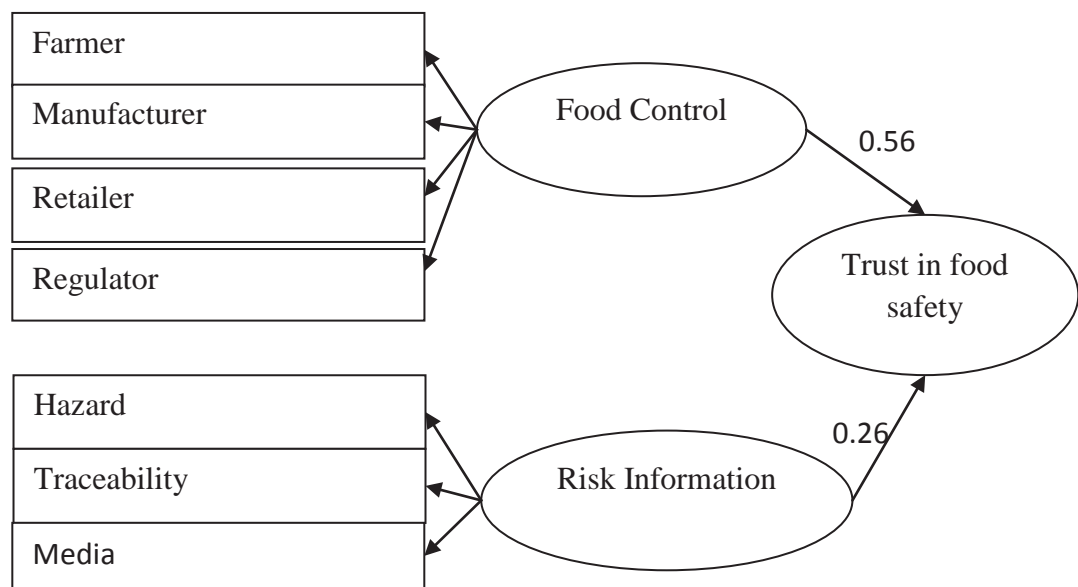 Farmer
Manufacturer
Retailer
Regulator
Food Control
0.56
Trust in food
safety
Hazard
Traceability
Media
Risk Information
0.26